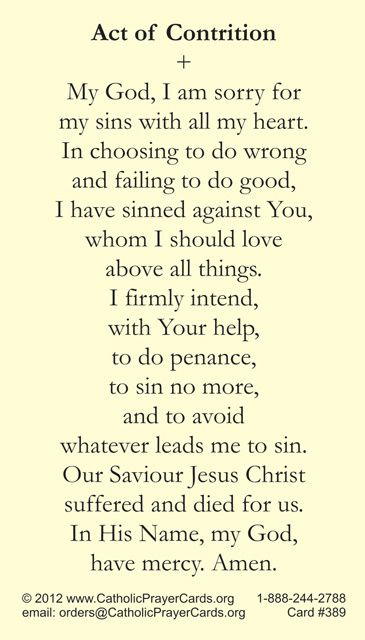 Act of Contrition
+
My God, I am sorry for
my sins with all my heart.
In choosing to do wrong
and failing to do good,
I have sinned against You,
whom I should love
above all things.
I firmly intend,
with Your help,
to do penance,
to sin no more,
and to avoid
whatever leads me to sin.
Our Saviour Jesus Christ
suffered and died for us.
In His Name, my God,
have mercy. Amen.
© 2012 www.CatholicPrayerCards.org 1-888-244-2788
email: orders@CatholicPrayerCards.org Card #389